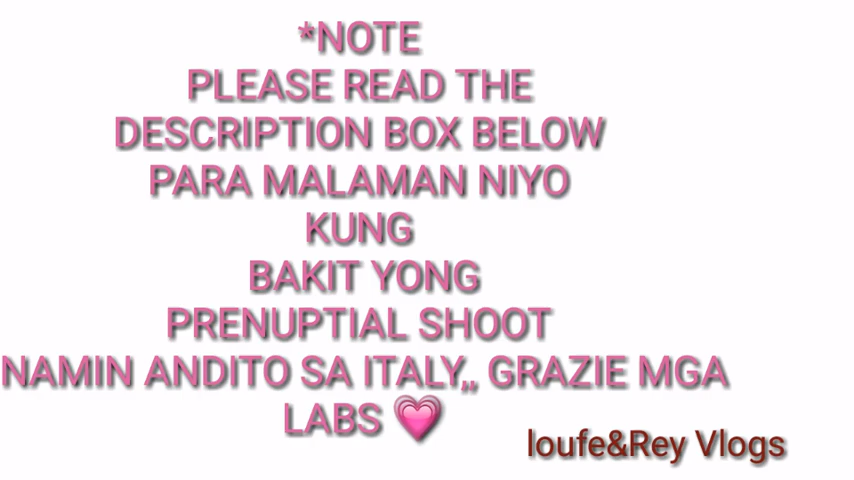 *NOTE
PLEASE READ THE
DESCRIPTION BOX BELOW
PARA MALAMAN NIYO
KUNG
BAKIT YONG
PRENUPTIAL SHOOT
NAMIN ANDITO SA ITALY,, GRAZIE MGA
LABS 💗
loufe&Rey Vlogs